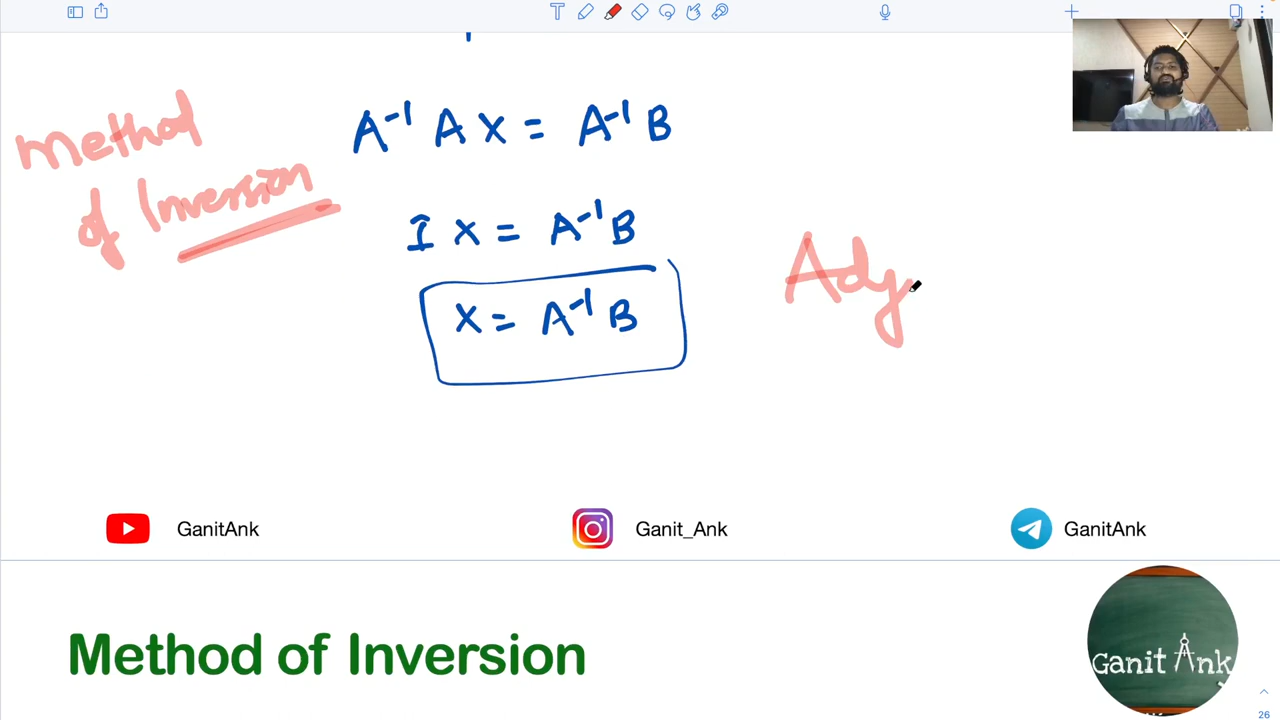 Method
of Inversion
A⁻¹ A X = A⁻¹ B
I X = A⁻¹ B
X = A⁻¹ B
Adj
GanitAnk
Ganit_Ank
GanitAnk
Method of Inversion
Ganit Ank
26